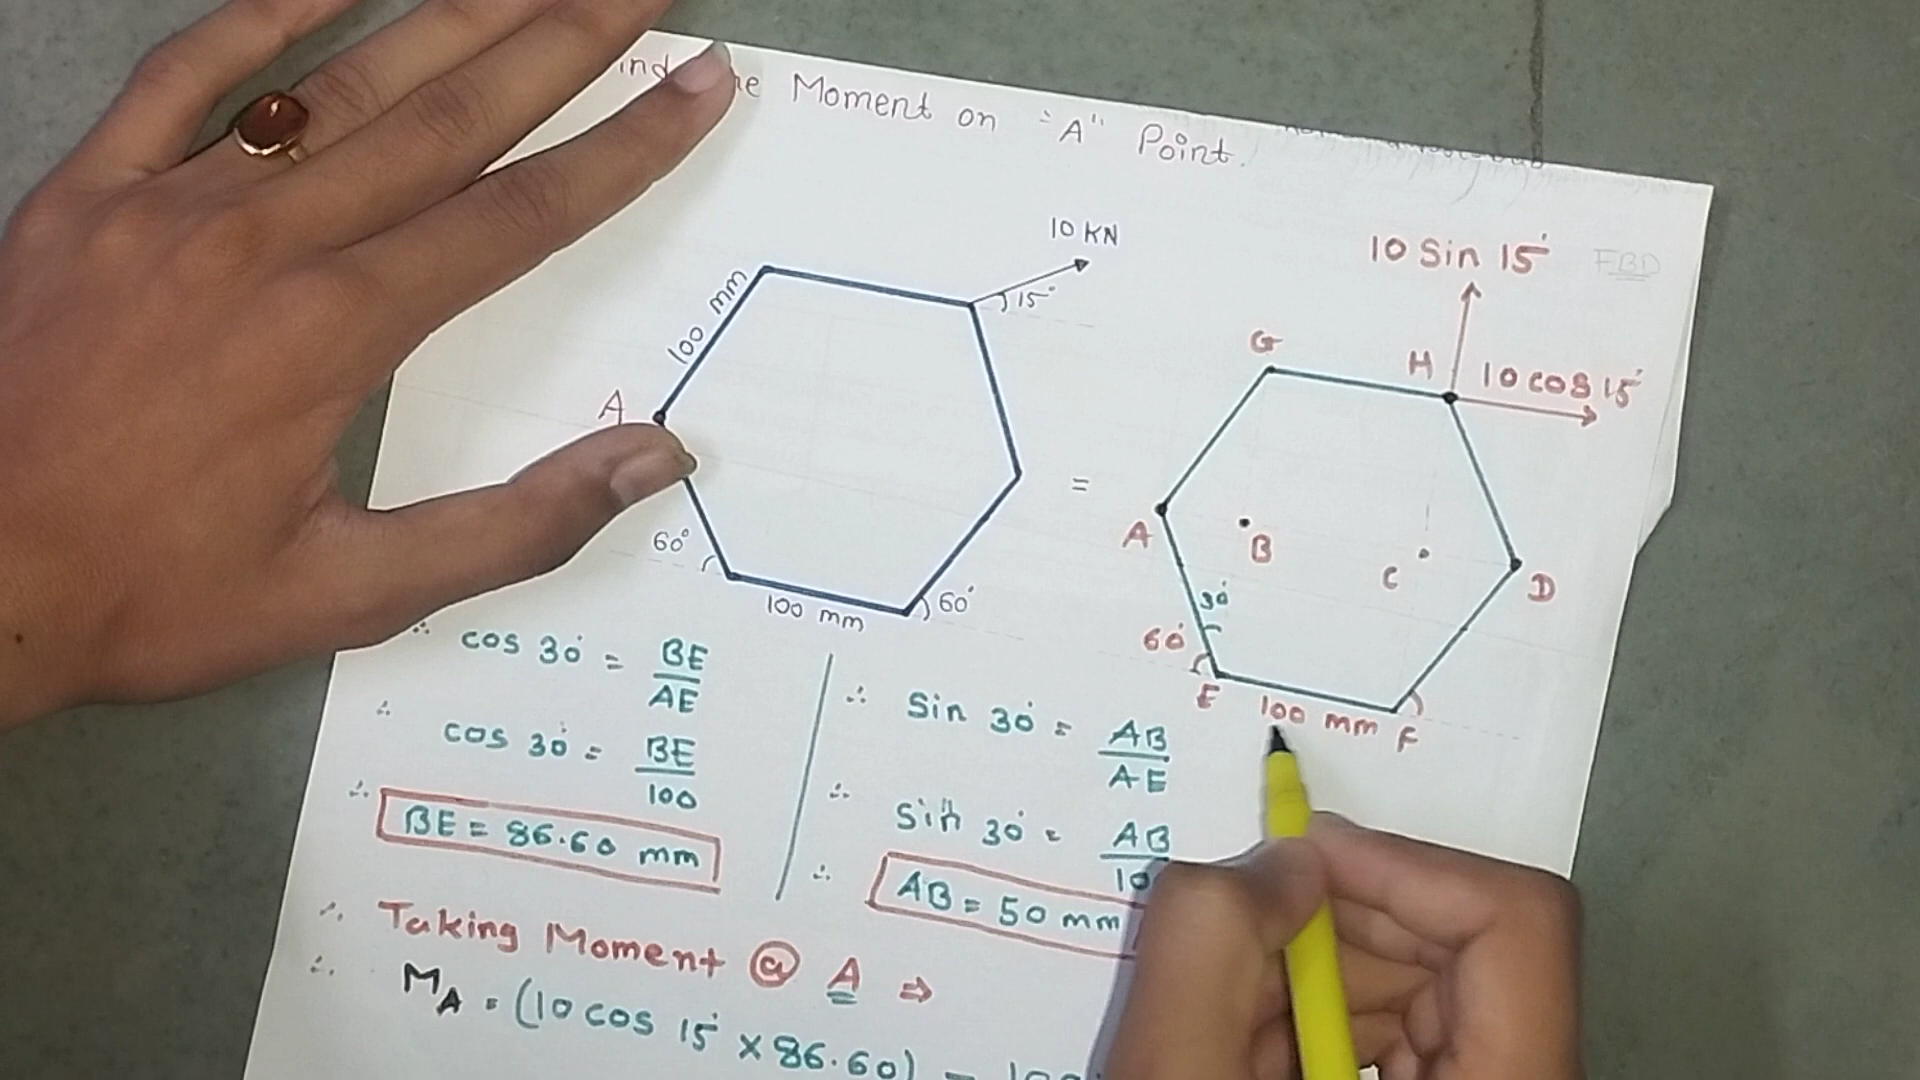 he Moment on "A" Point.
10 KN
15°
100 mm
A
60°
100 mm
60°
=
10 Sin 15°
FBD
G
H
10 cos 15°
A
B
C
D
30°
60°
E
100 mm
F
∴ cos 30° = BE
AE
∴ cos 30° = BE
100
∴ BE = 86.60 mm
∴ Sin 30° = AB
AE
∴ Sin 30° = AB
∴ AB = 50 mm
∴ Taking Moment @ A ⇒
∴ MA = (10 cos 15° × 86.60) -